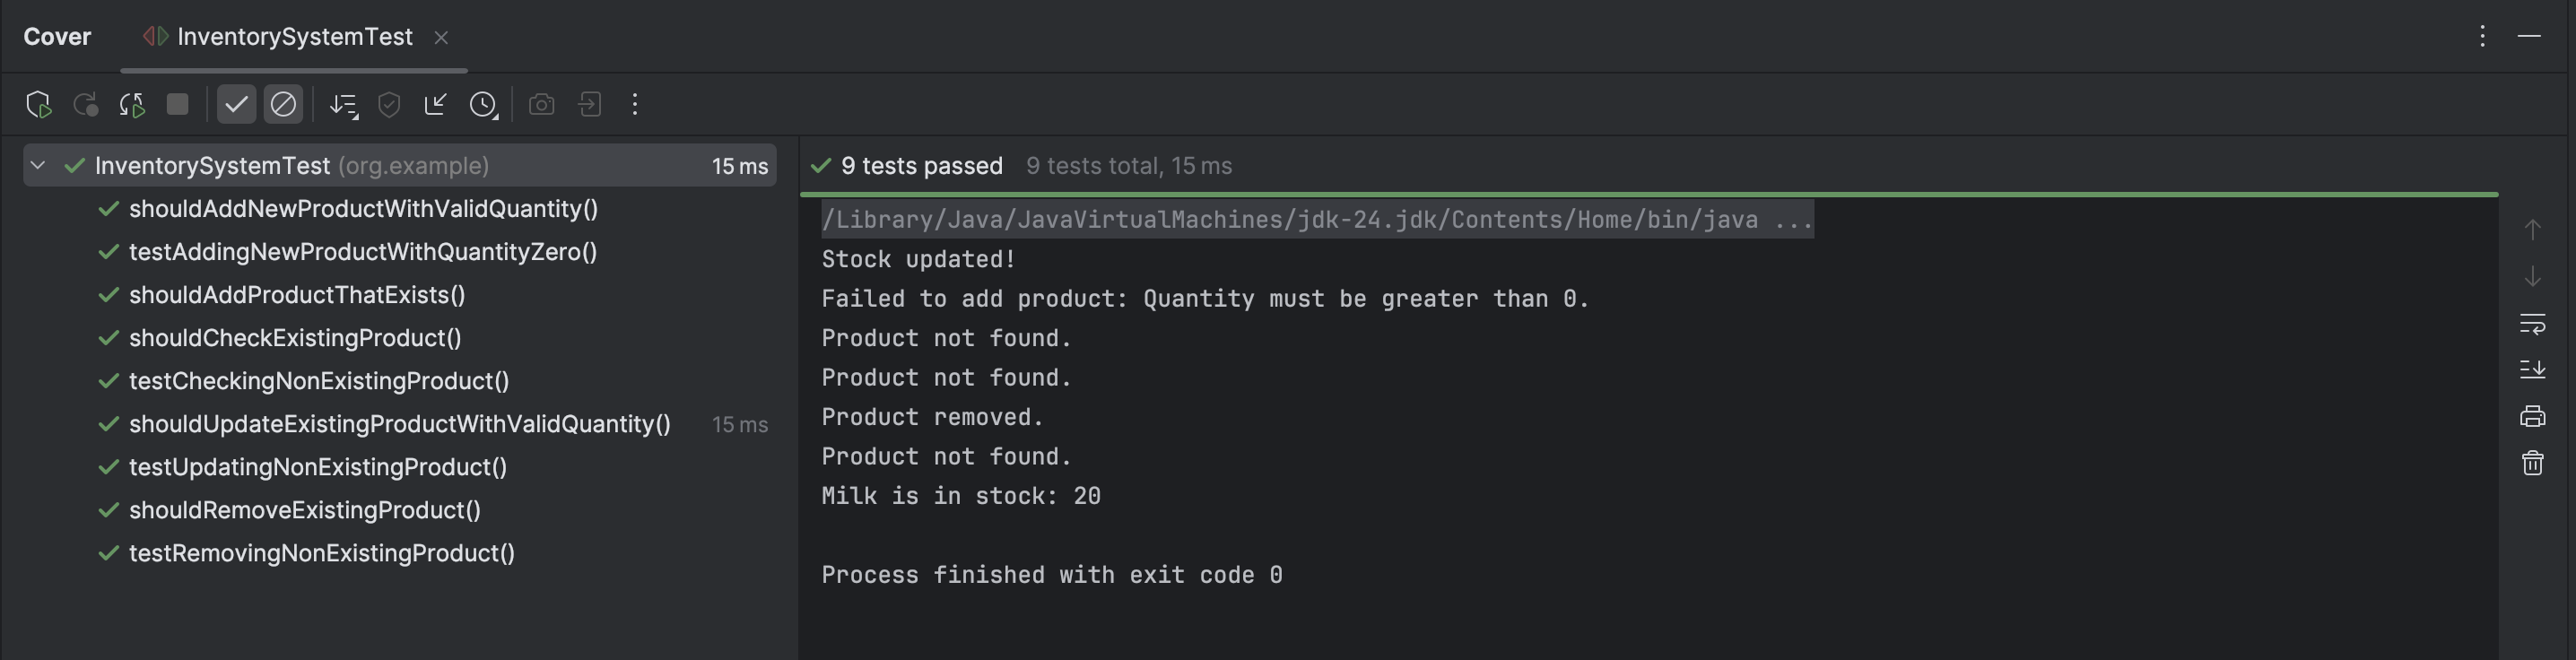 Cover InventorySystemTest
InventorySystemTest (org.example) 15 ms
shouldAddNewProductWithValidQuantity()
testAddingNewProductWithQuantityZero()
shouldAddProductThatExists()
shouldCheckExistingProduct()
testCheckingNonExistingProduct()
shouldUpdateExistingProductWithValidQuantity() 15 ms
testUpdatingNonExistingProduct()
shouldRemoveExistingProduct()
testRemovingNonExistingProduct()
9 tests passed 9 tests total, 15 ms
/Library/Java/JavaVirtualMachines/jdk-24.jdk/Contents/Home/bin/java ...
Stock updated!
Failed to add product: Quantity must be greater than 0.
Product not found.
Product not found.
Product removed.
Product not found.
Milk is in stock: 20
Process finished with exit code 0